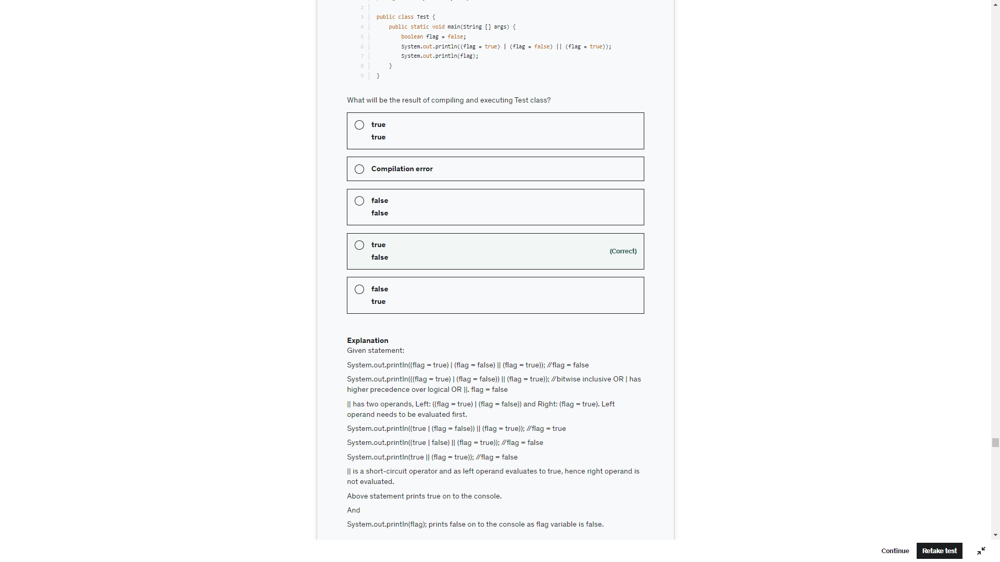 2
3 public class Test {
4 public static void main(String [] args) {
5 boolean flag = false;
6 System.out.println((flag = true) | (flag = false) || (flag = true));
7 System.out.println(flag);
8 }
9 }
What will be the result of compiling and executing Test class?
true
true
Compilation error
false
false
true
false
(Correct)
false
true
Explanation
Given statement:
System.out.println((flag = true) | (flag = false) || (flag = true)); //flag = false
System.out.println(((flag = true) | (flag = false)) || (flag = true)); //bitwise inclusive OR | has
higher precedence over logical OR ||. flag = false
|| has two operands, Left: ((flag = true) | (flag = false)) and Right: (flag = true). Left
operand needs to be evaluated first.
System.out.println((true | (flag = false)) || (flag = true)); //flag = true
System.out.println((true | false) || (flag = true)); //flag = false
System.out.println(true || (flag = true)); //flag = false
|| is a short-circuit operator and as left operand evaluates to true, hence right operand is
not evaluated.
Above statement prints true on to the console.
And
System.out.println(flag); prints false on to the console as flag variable is false.
Continue
Retake test